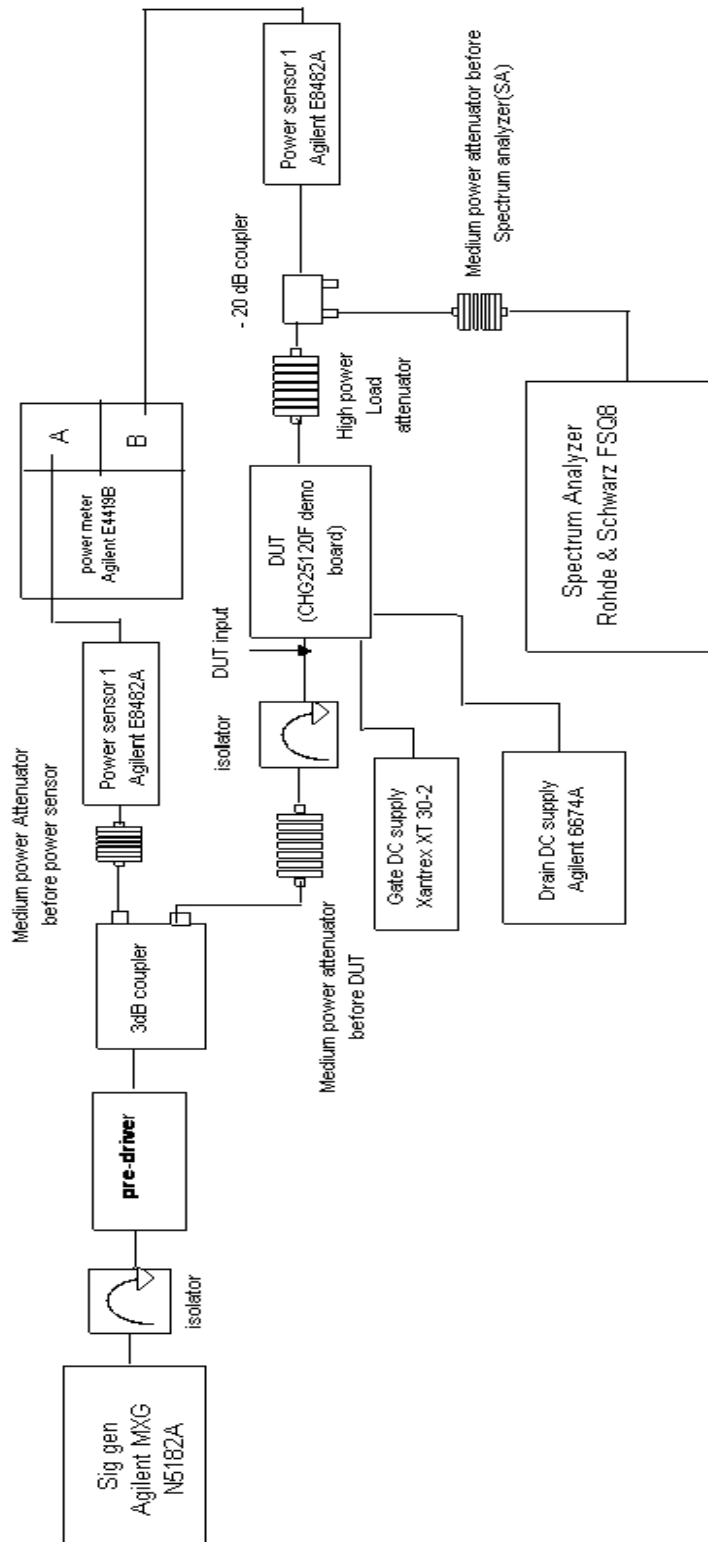 Sig gen
Agilent MXG
N5182A
isolator
pre-driver
3dB coupler
Medium power Attenuator
before power sensor
Power sensor 1
Agilent E8482A
power meter
Agilent E4419B
A
B
Medium power attenuator
before DUT
isolator
DUT input
DUT
(CHG25120F demo
board)
Gate DC supply
Xantrex XT 30-2
Drain DC supply
Agilent 6674A
High power
Load
attenuator
- 20 dB coupler
Power sensor 1
Agilent E8482A
Medium power attenuator before
Spectrum analyzer(SA)
Spectrum Analyzer
Rohde & Schwarz FSQ8